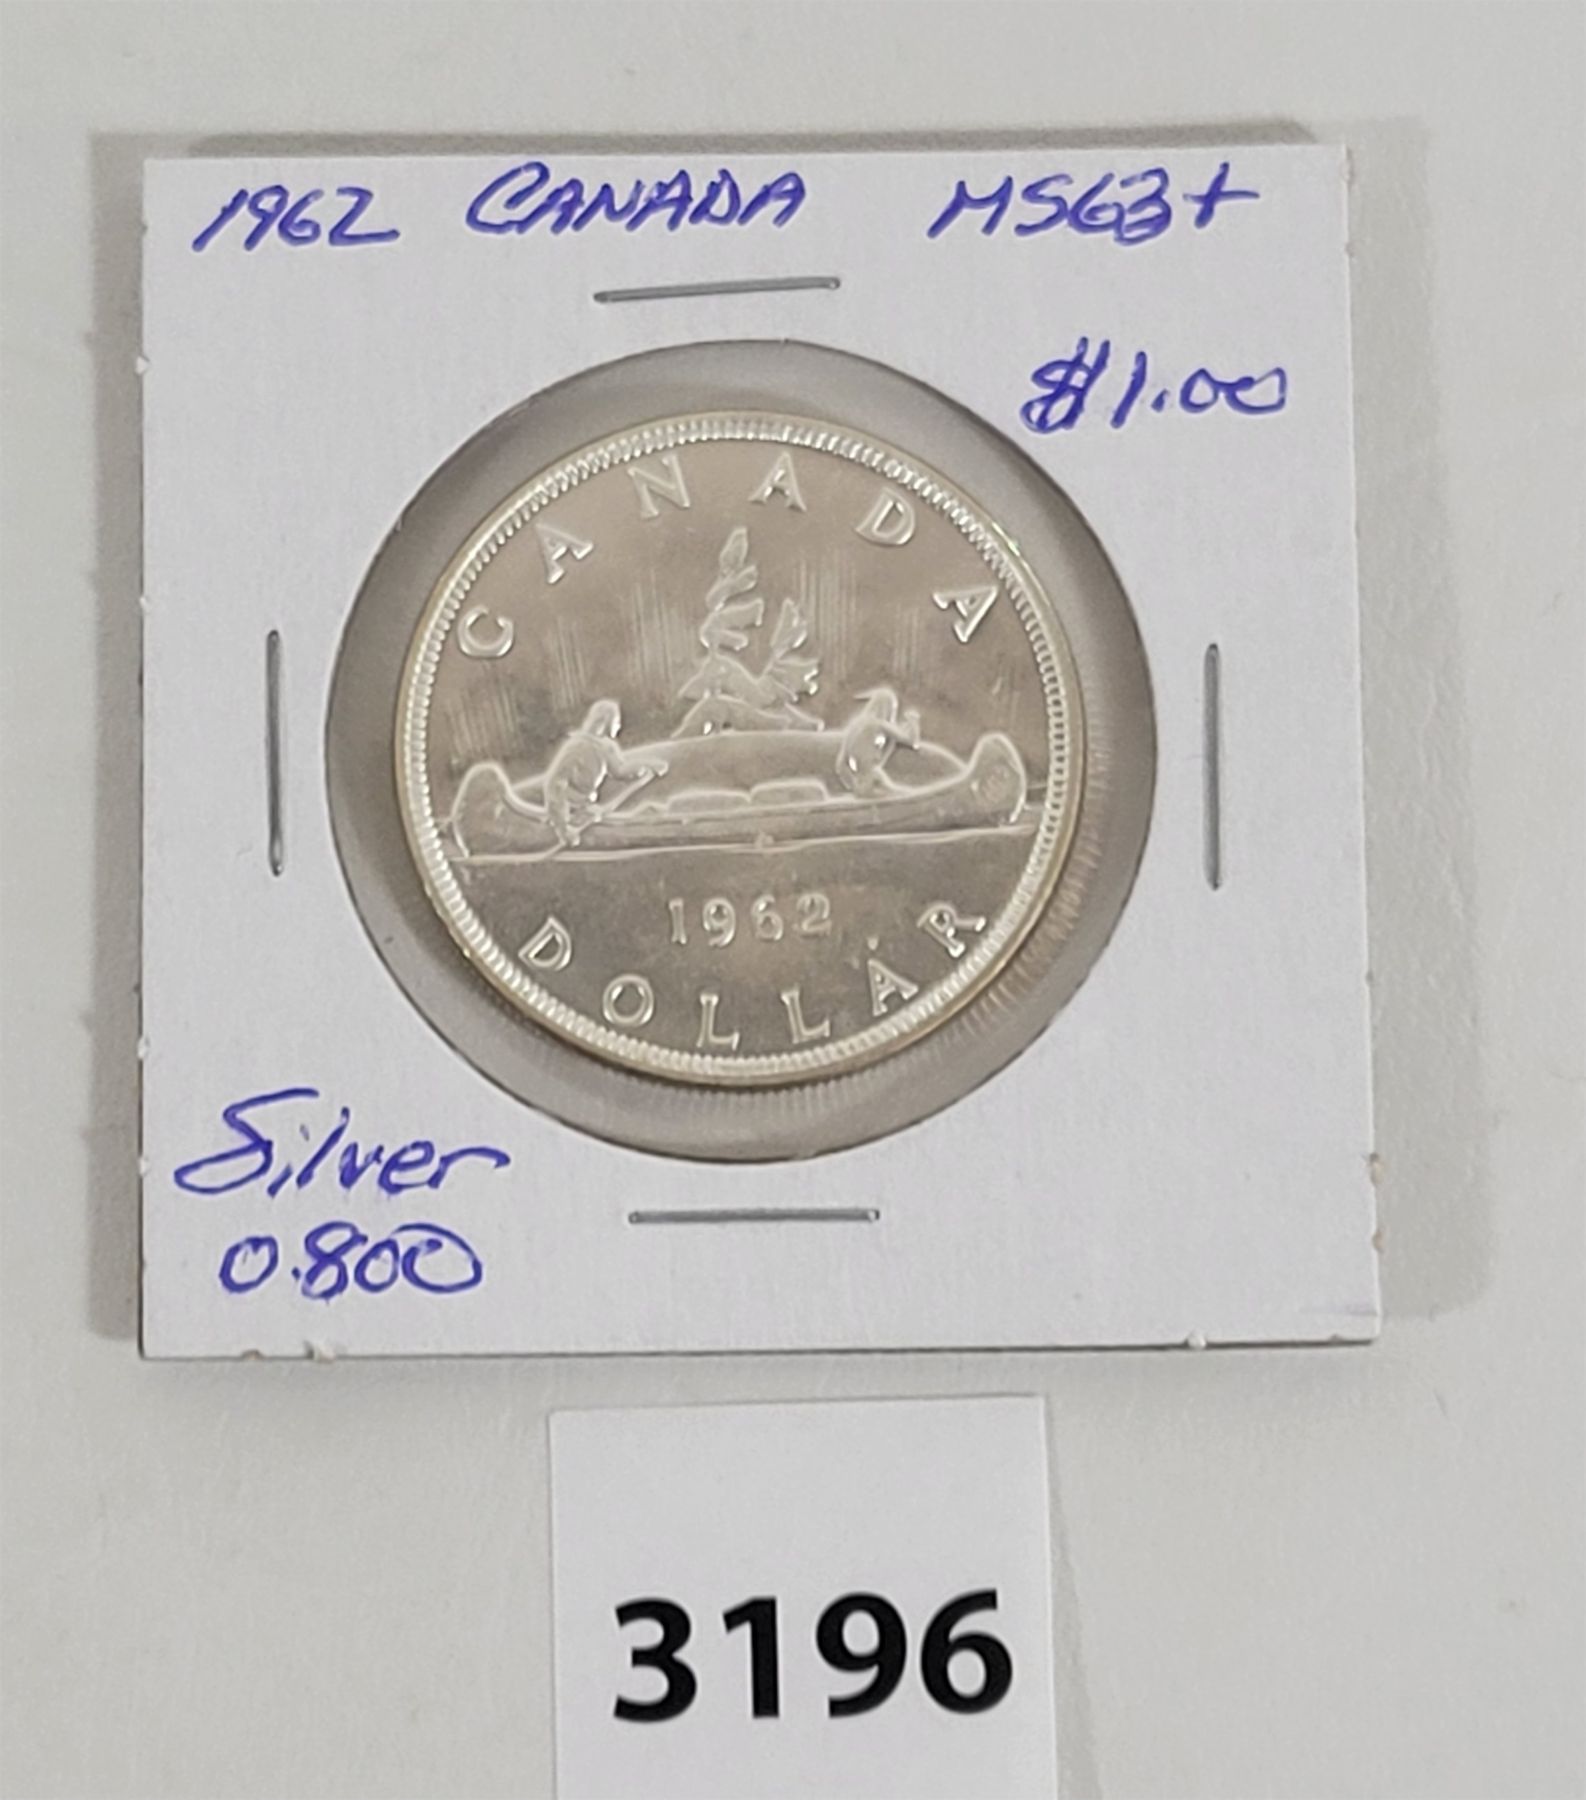 1962 CANADA MS63+
$1.00
CANADA
1962
DOLLAR
Silver
0.800
3196